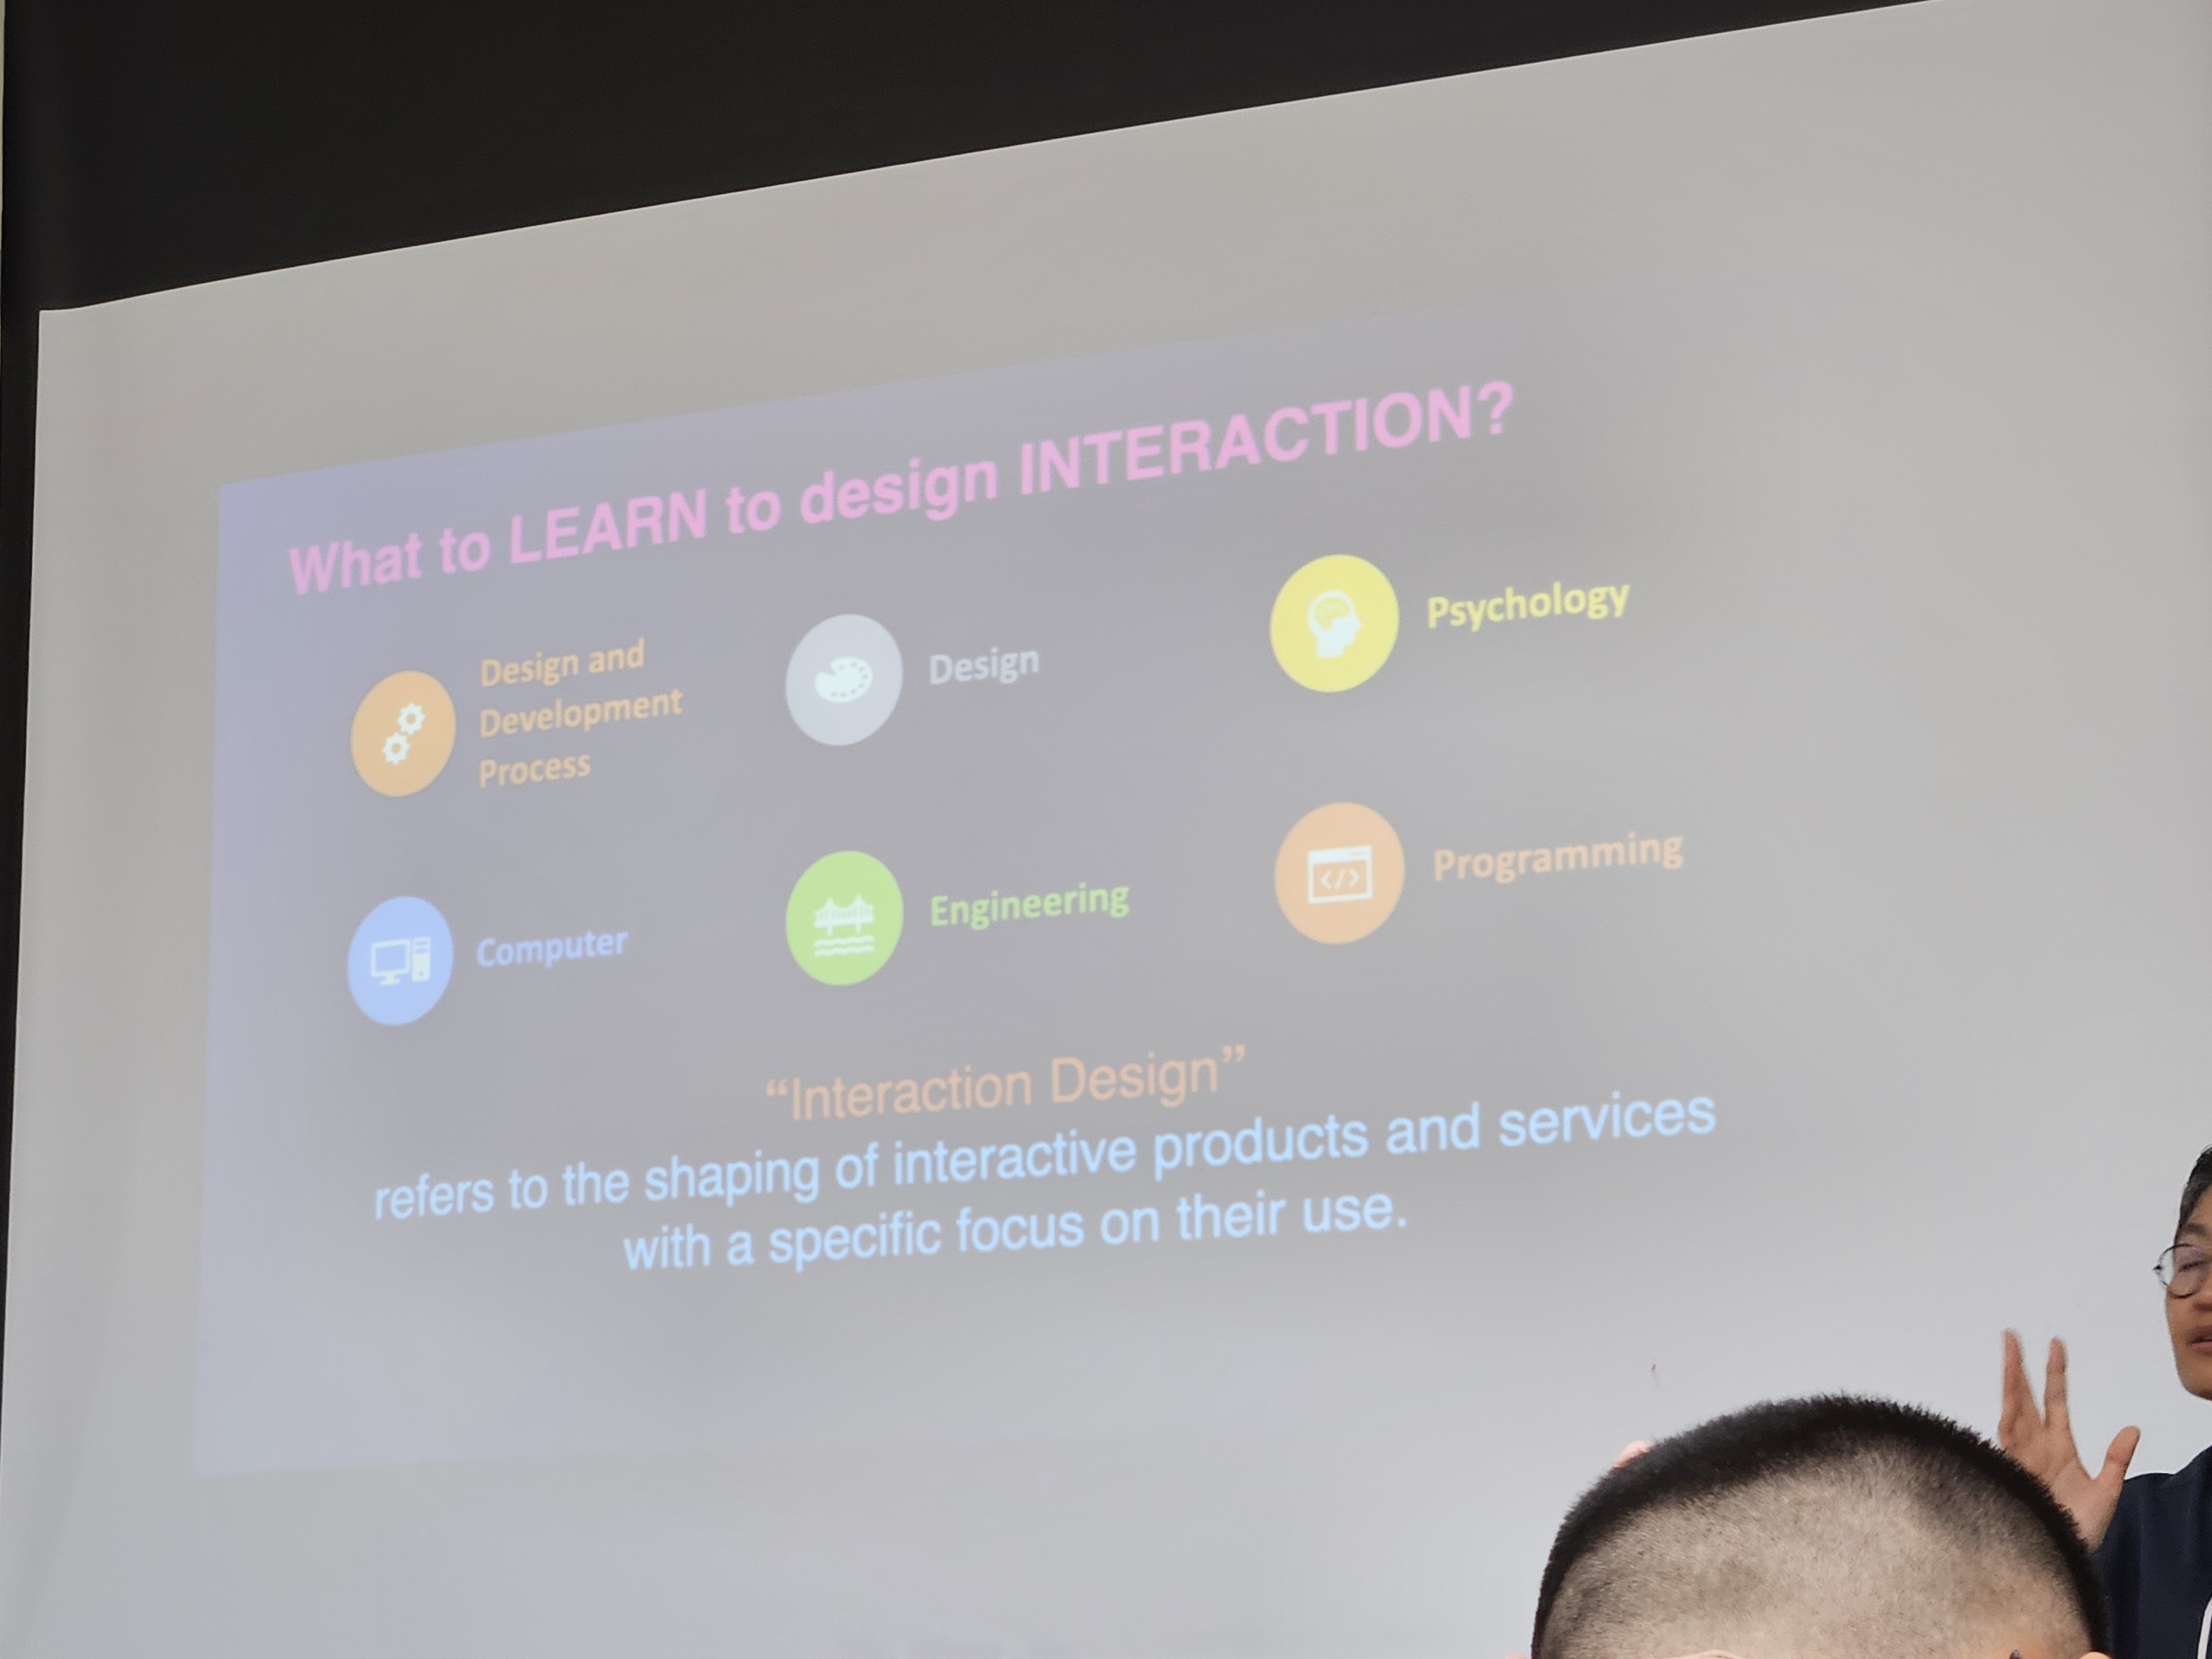 What to LEARN to design INTERACTION?
Design and
Development
Process
Design
Psychology
Computer
Engineering
Programming
“Interaction Design”
refers to the shaping of interactive products and services
with a specific focus on their use.